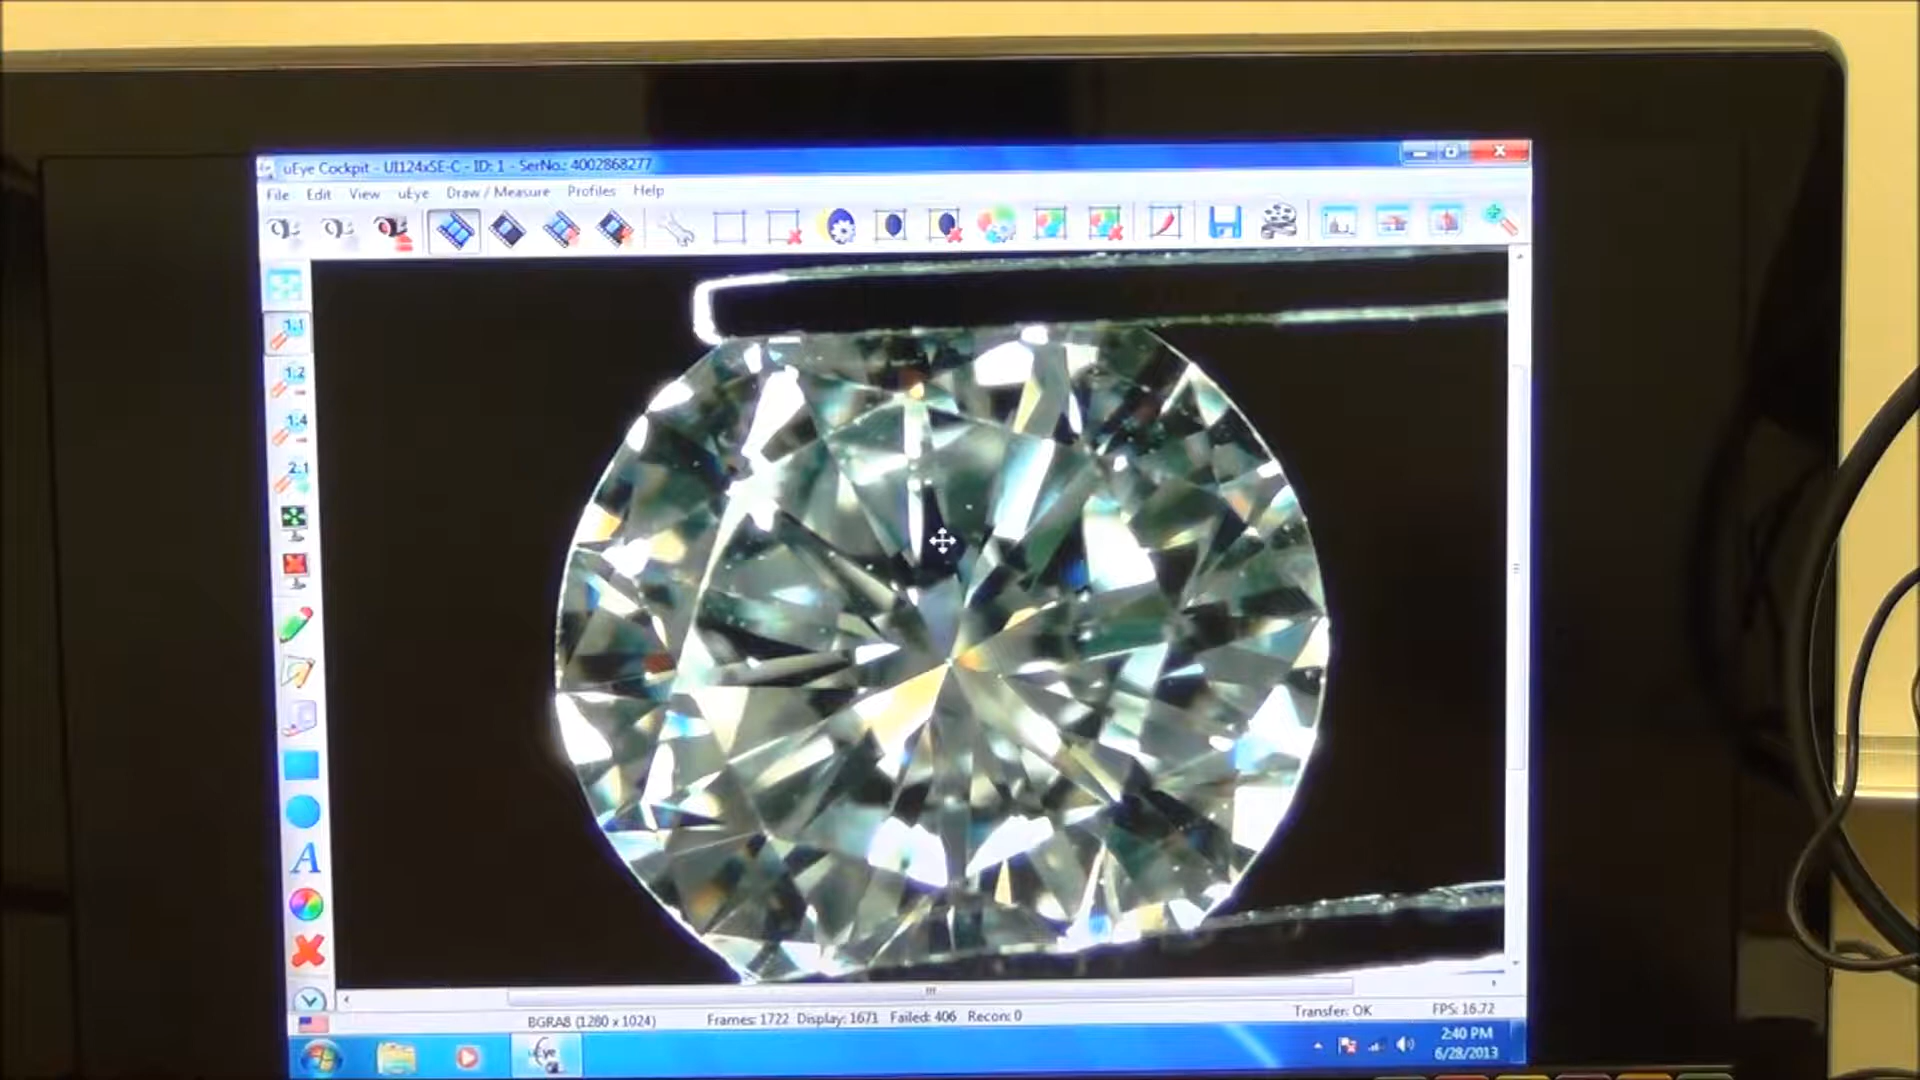 uEye Cockpit - UI124xSE-C - ID: 1 - SerNo.: 4002868277
File Edit View uEye Draw / Measure Profiles Help
1:1
1:2
1:4
2:1
A
BGRA8 (1280 x 1024) Frames: 1722 Display: 1671 Failed: 406 Recon: 0 Transfer: OK FPS: 16.72
uEye
2:40 PM
6/28/2013